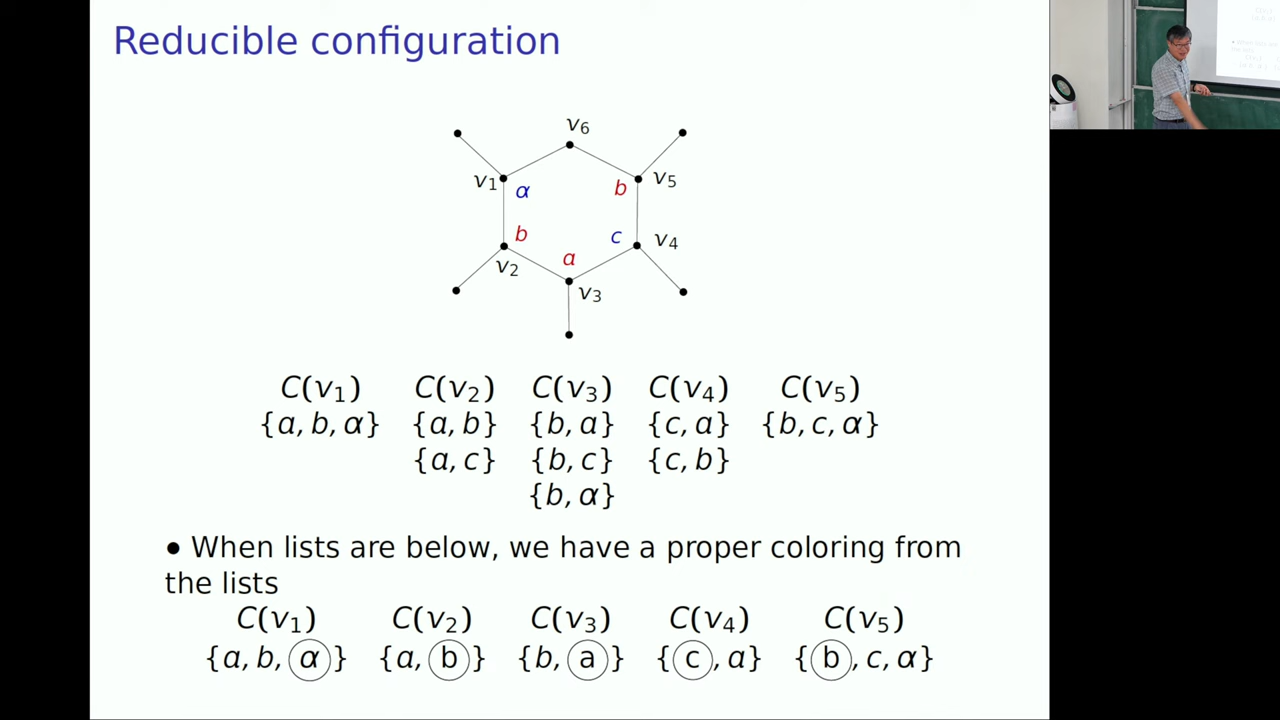 Reducible configuration
v6
v1 α b v5
b c v4
v2 a
v3
C(v1) C(v2) C(v3) C(v4) C(v5)
{a, b, α} {a, b} {b, a} {c, a} {b, c, α}
{a, c} {b, c} {c, b}
{b, α}
• When lists are below, we have a proper coloring from
the lists
C(v1) C(v2) C(v3) C(v4) C(v5)
{a, b, α} {a, b} {b, a} {c, a} {b, c, α}